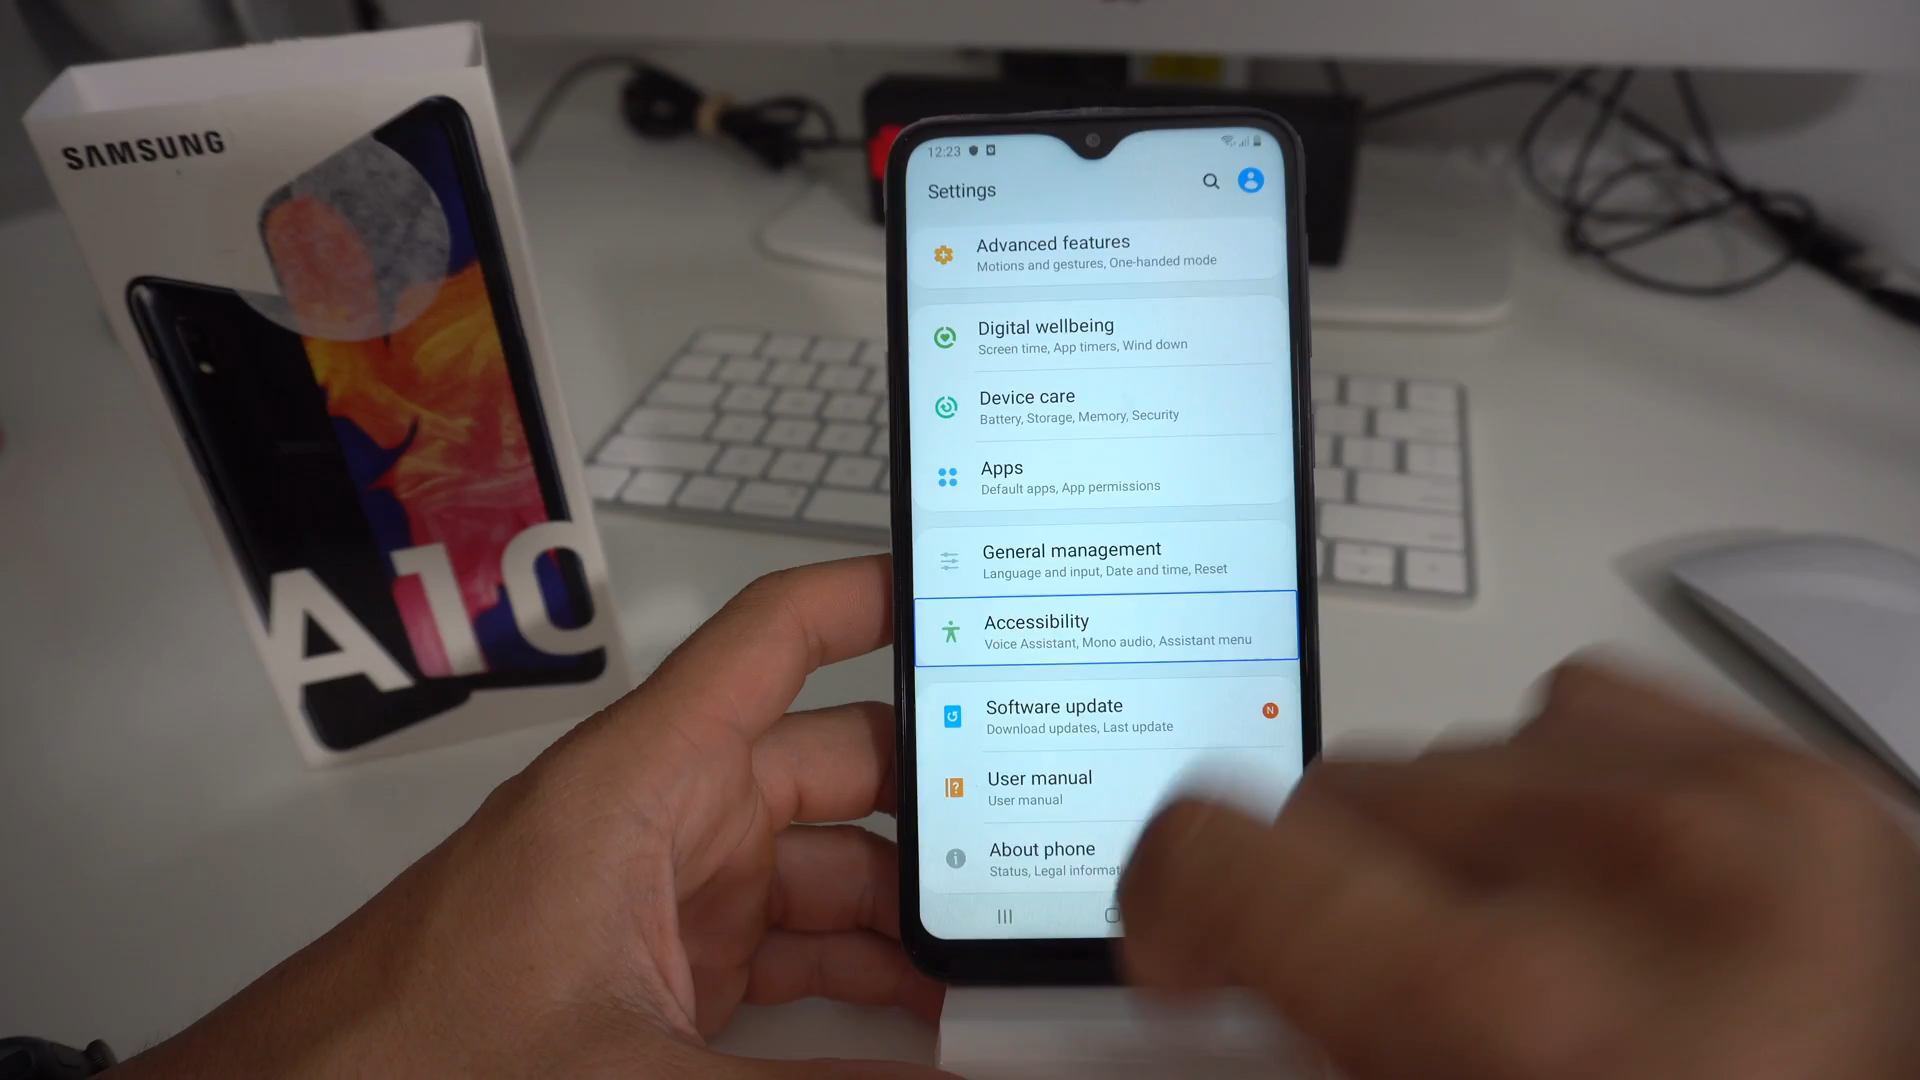 SAMSUNG
A10
12:23
Settings
Advanced features
Motions and gestures, One-handed mode
Digital wellbeing
Screen time, App timers, Wind down
Device care
Battery, Storage, Memory, Security
Apps
Default apps, App permissions
General management
Language and input, Date and time, Reset
Accessibility
Voice Assistant, Mono audio, Assistant menu
Software update
N
Download updates, Last update
User manual
User manual
About phone
Status, Legal informat